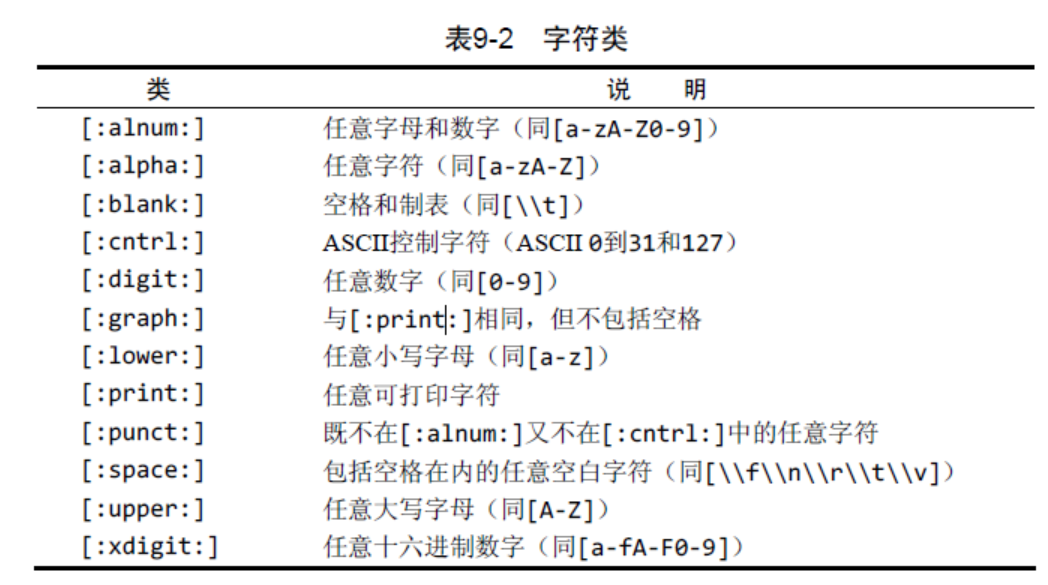 表9-2 字符类
类 说 明
[:alnum:] 任意字母和数字（同[a-zA-Z0-9]）
[:alpha:] 任意字符（同[a-zA-Z]）
[:blank:] 空格和制表（同[\\t]）
[:cntrl:] ASCII控制字符（ASCII 0到31和127）
[:digit:] 任意数字（同[0-9]）
[:graph:] 与[:print:]相同，但不包括空格
[:lower:] 任意小写字母（同[a-z]）
[:print:] 任意可打印字符
[:punct:] 既不在[:alnum:]又不在[:cntrl:]中的任意字符
[:space:] 包括空格在内的任意空白字符（同[\\f\\n\\r\\t\\v]）
[:upper:] 任意大写字母（同[A-Z]）
[:xdigit:] 任意十六进制数字（同[a-fA-F0-9]）